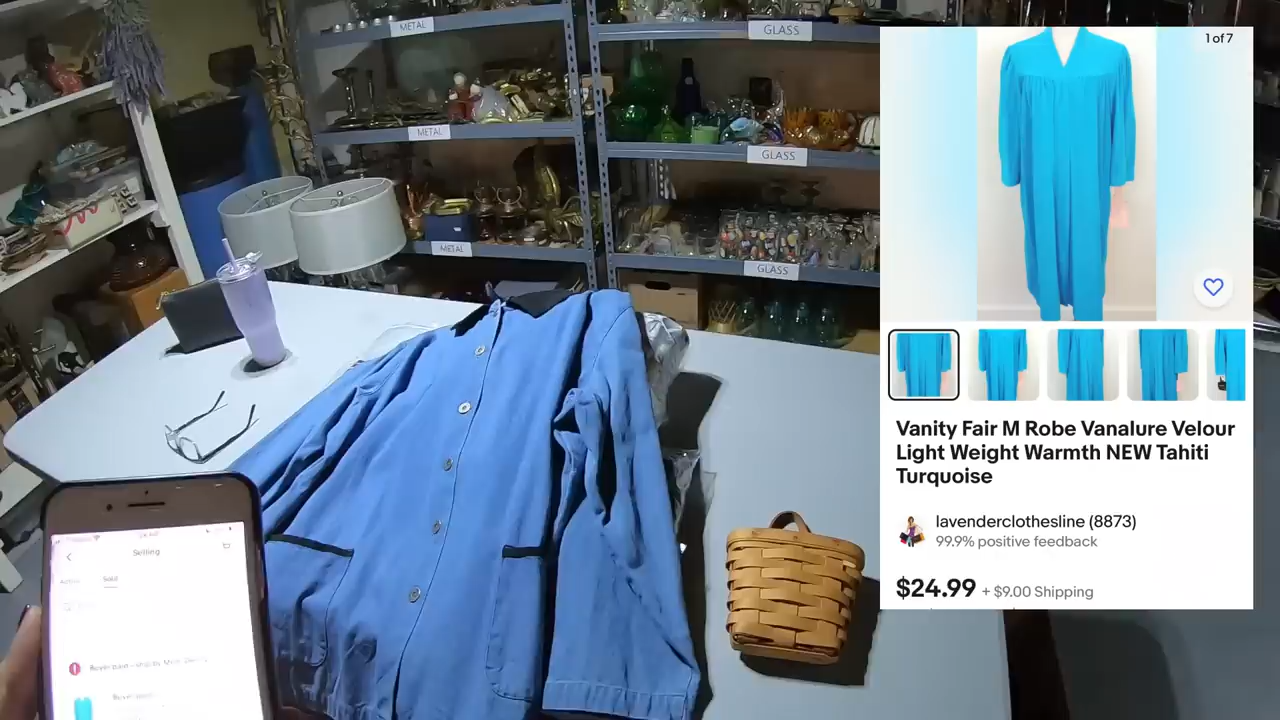 METAL
GLASS
METAL
GLASS
METAL
GLASS
1 of 7
Vanity Fair M Robe Vanalure Velour
Light Weight Warmth NEW Tahiti
Turquoise
lavenderclothesline (8873)
99.9% positive feedback
$24.99 + $9.00 Shipping
Selling
Sold